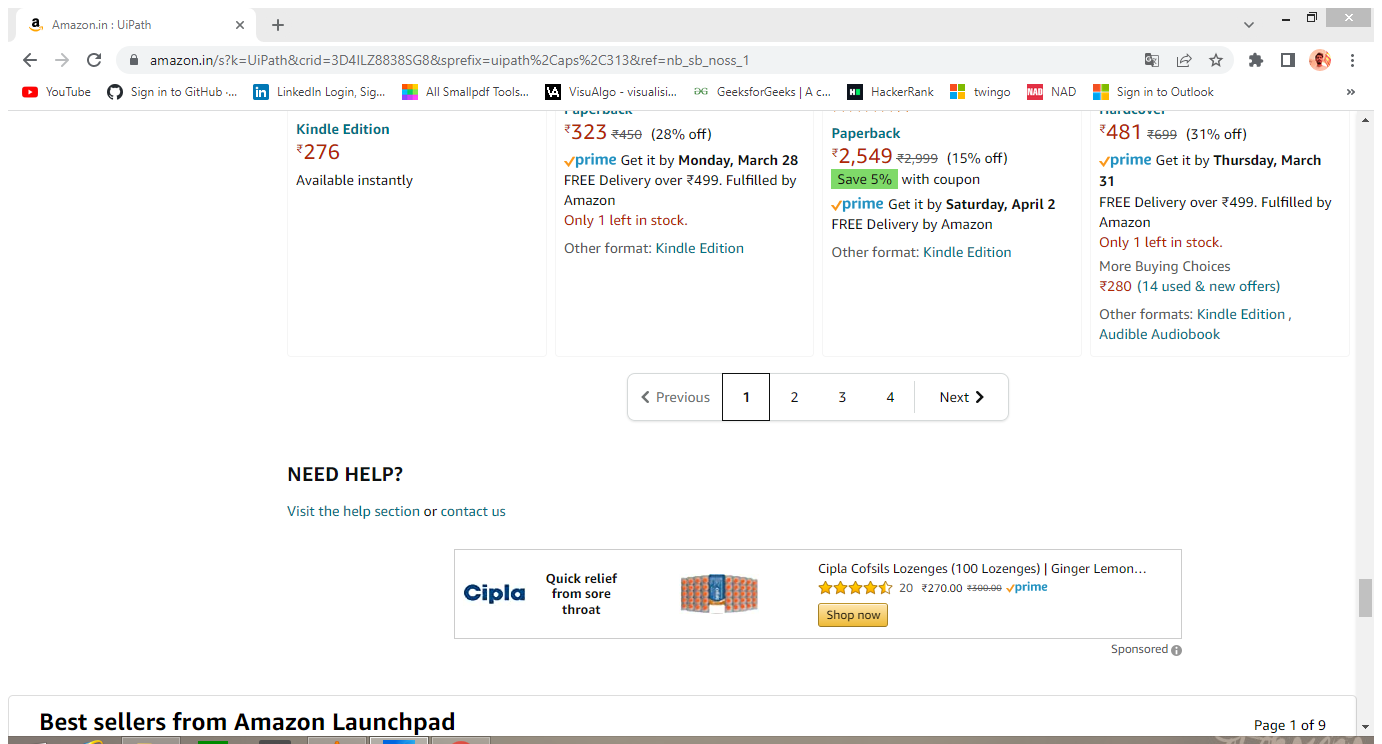 Amazon.in : UiPath
amazon.in/s?k=UiPath&crid=3D4ILZ8838SG8&sprefix=uipath%2Caps%2C313&ref=nb_sb_noss_1
YouTube
Sign in to GitHub ·...
LinkedIn Login, Sig...
All Smallpdf Tools...
VisuAlgo - visualisi...
GeeksforGeeks | A c...
HackerRank
twingo
NAD
Sign in to Outlook
»
Kindle Edition
₹276
Available instantly
Paperback
₹323 ₹450 (28% off)
prime Get it by Monday, March 28
FREE Delivery over ₹499. Fulfilled by
Amazon
Only 1 left in stock.
Other format: Kindle Edition
Paperback
₹2,549 ₹2,999 (15% off)
Save 5% with coupon
prime Get it by Saturday, April 2
FREE Delivery by Amazon
Other format: Kindle Edition
Hardcover
₹481 ₹699 (31% off)
prime Get it by Thursday, March
31
FREE Delivery over ₹499. Fulfilled by
Amazon
Only 1 left in stock.
More Buying Choices
₹280 (14 used & new offers)
Other formats: Kindle Edition ,
Audible Audiobook
Previous 1 2 3 4 Next
NEED HELP?
Visit the help section or contact us
Cipla
Quick relief
from sore
throat
Cipla Cofsils Lozenges (100 Lozenges) | Ginger Lemon…
20 ₹270.00 ₹300.00 prime
Shop now
Sponsored
Best sellers from Amazon Launchpad
Page 1 of 9